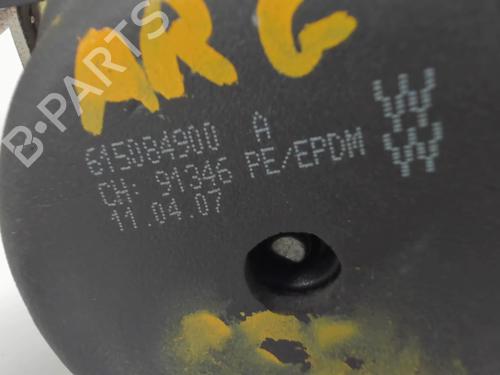 B-PARTS
ARG
615084900 A
CH: 91346 PE/EPDM
11.04.07